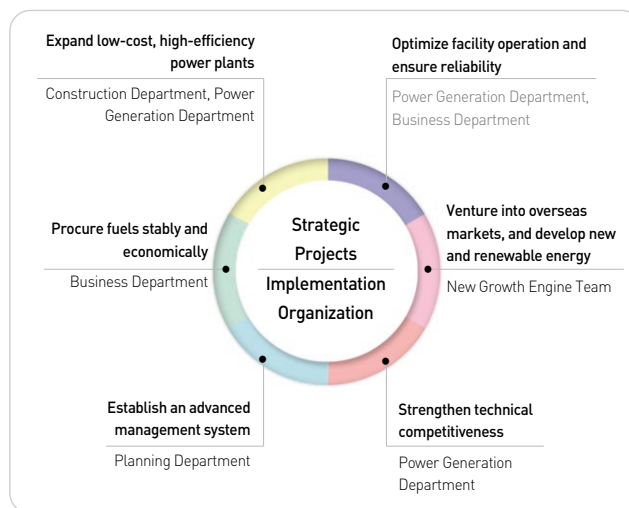 Expand low-cost, high-efficiency
power plants
Construction Department, Power
Generation Department
Optimize facility operation and
ensure reliability
Power Generation Department,
Business Department
Procure fuels stably and
economically
Business Department
Strategic
Projects
Implementation
Organization
Venture into overseas
markets, and develop new
and renewable energy
New Growth Engine Team
Establish an advanced
management system
Planning Department
Strengthen technical
competitiveness
Power Generation
Department